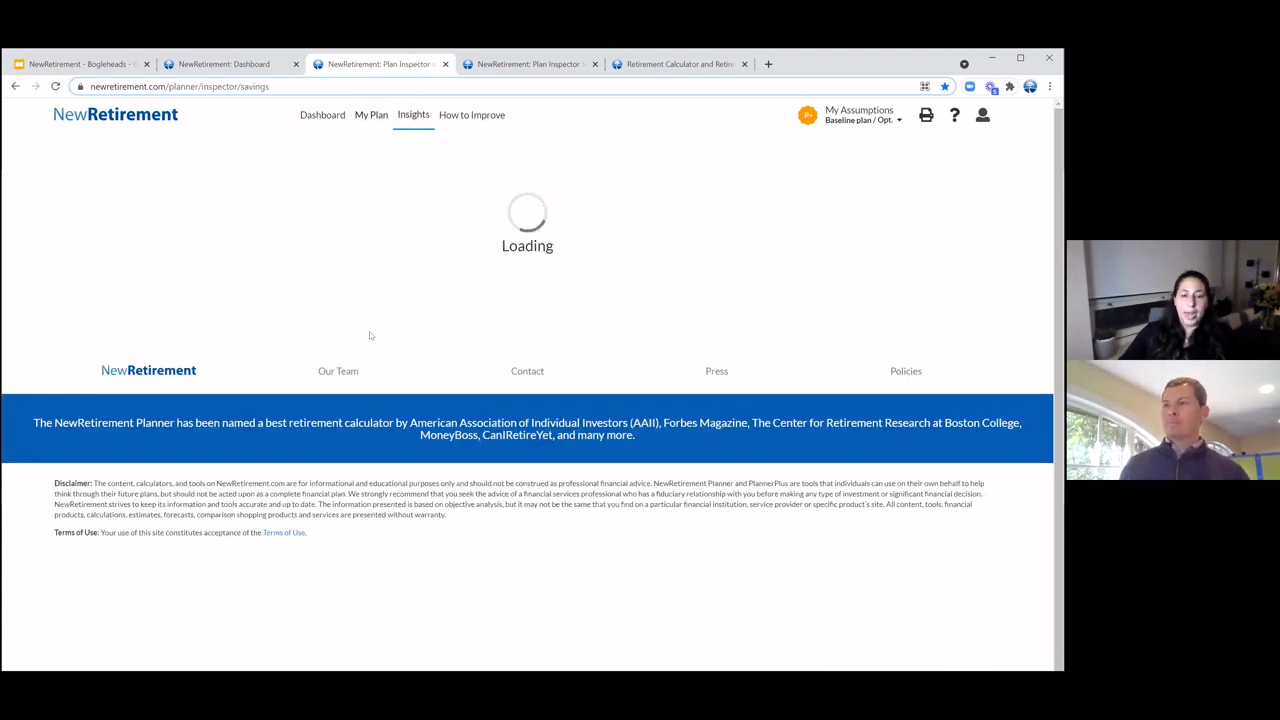 NewRetirement - Bogleheads -
NewRetirement: Dashboard
NewRetirement: Plan Inspector
NewRetirement: Plan Inspector
Retirement Calculator and Retire
newretirement.com/planner/inspector/savings
NewRetirement
Dashboard
My Plan
Insights
How to Improve
P+
My Assumptions
Baseline plan / Opt.
?
Loading
NewRetirement
Our Team
Contact
Press
Policies
The NewRetirement Planner has been named a best retirement calculator by American Association of Individual Investors (AAII), Forbes Magazine, The Center for Retirement Research at Boston College,
MoneyBoss, CanIRetireYet, and many more.
Disclaimer: The content, calculators, and tools on NewRetirement.com are for informational and educational purposes only and should not be construed as professional financial advice. NewRetirement Planner and PlannerPlus are tools that individuals can use on their own behalf to
think through their future plans, but should not be acted upon as a complete financial plan. We strongly recommend that you seek the advice of a financial services professional who has a fiduciary relationship with you before making any type of investment or significant financial decision.
NewRetirement strives to keep its information and tools accurate and up to date. The information presented is based on objective analysis, but it may not be the same that you find on a particular financial institution, service provider or specific product's site. All content, tools, financial
products, calculations, estimates, forecasts, comparison shopping products and services are presented without warranty.
Terms of Use: Your use of this site constitutes acceptance of the Terms of Use.